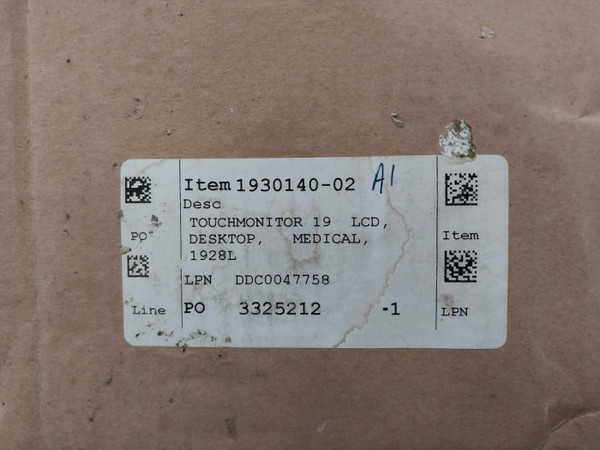 Item 1930140-02 A1
Desc
TOUCHMONITOR 19 LCD,
PO
DESKTOP, MEDICAL,
Item
1928L
LPN DDC0047758
Line
PO 3325212 -1
LPN